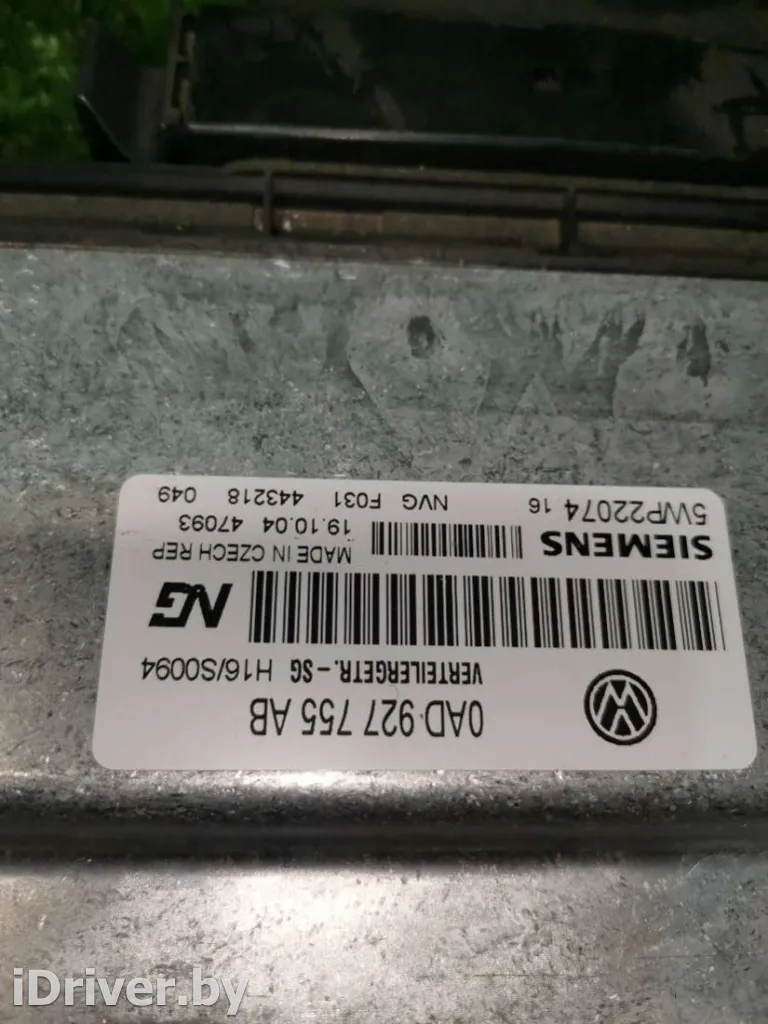 0AD 927 755 AB
VERTEILERGETR.-SG H16/S0094
NG
SIEMENS
MADE IN CZECH REP
5WP22074 16
19.10.04 47093
NVG F031 443218 049
iDriver.by